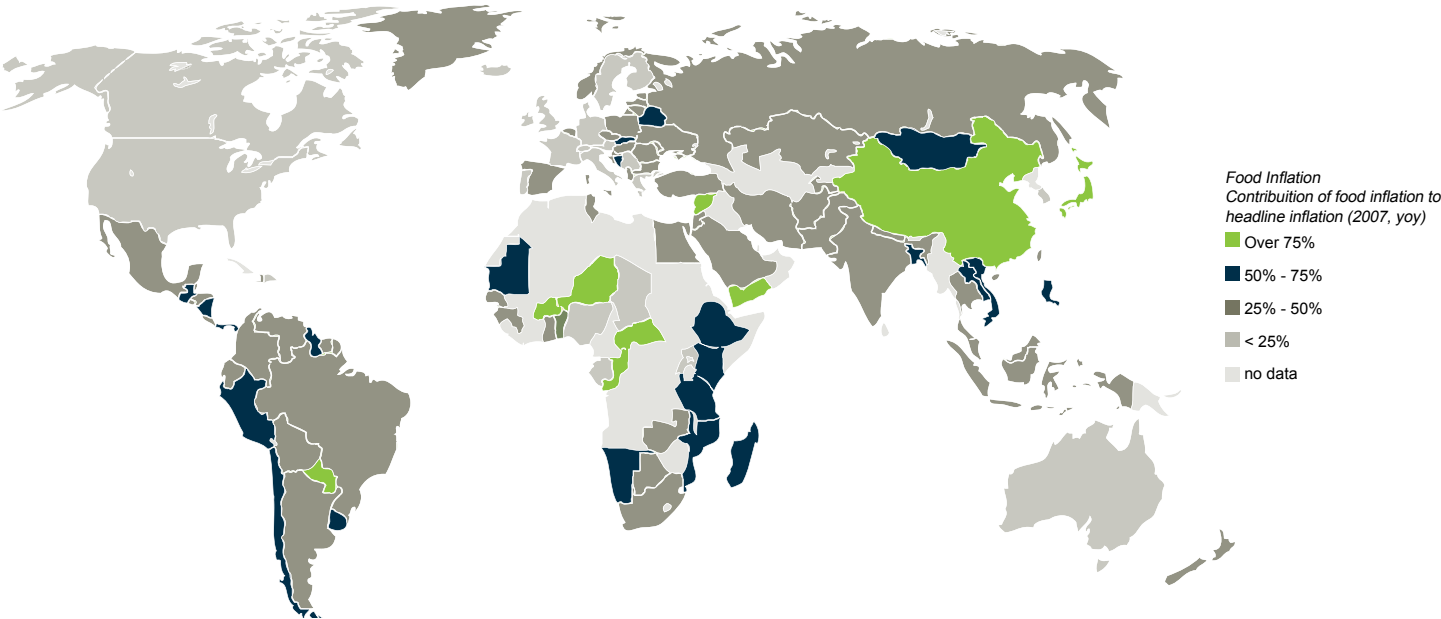 Food Inflation
Contribuition of food inflation to
headline inflation (2007, yoy)
Over 75%
50% - 75%
25% - 50%
< 25%
no data